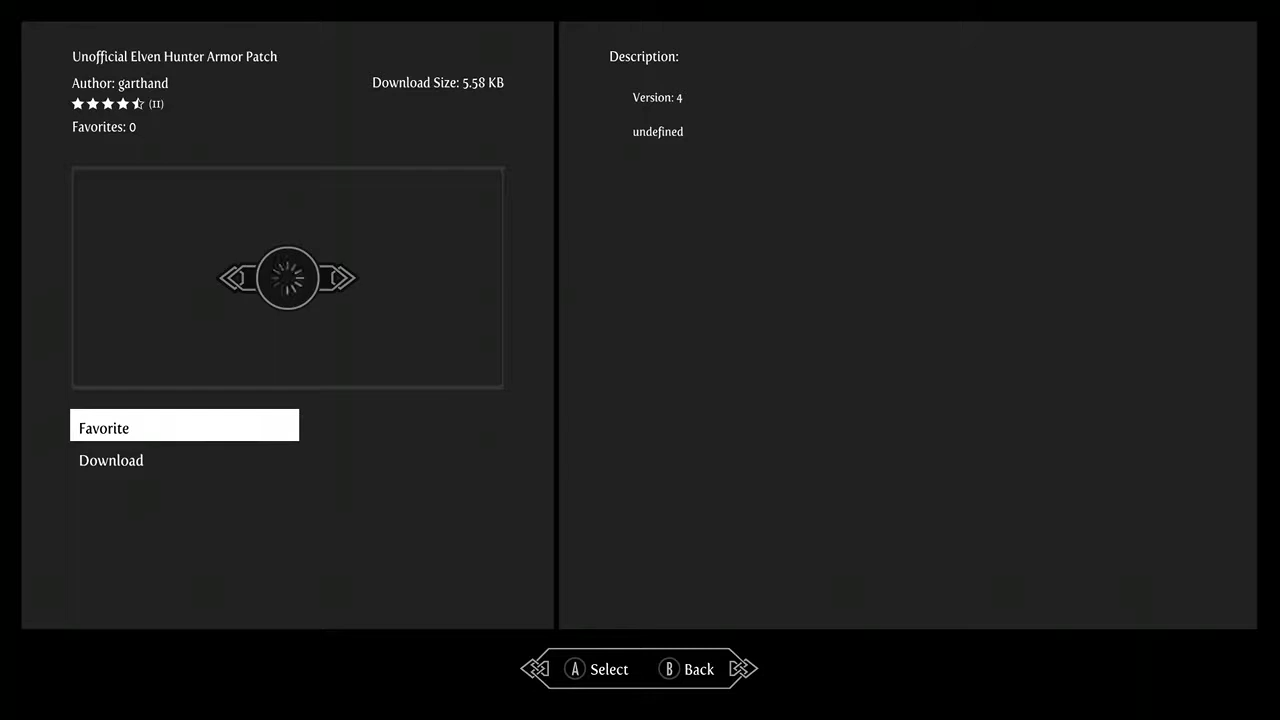 Unofficial Elven Hunter Armor Patch
Author: garthand
Download Size: 5.58 KB
(11)
Favorites: 0
Favorite
Download
Description:
Version: 4
undefined
A Select B Back